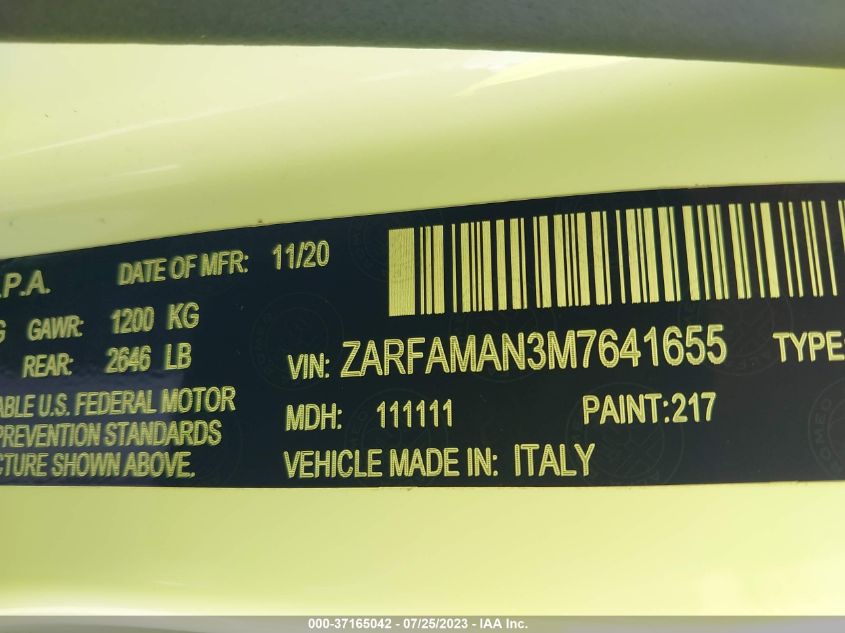 .P.A. DATE OF MFR: 11/20
G GAWR: 1200 KG
REAR: 2646 LB
VIN: ZARFAMAN3M7641655 TYPE:
ABLE U.S. FEDERAL MOTOR
MDH: 111111 PAINT:217
PREVENTION STANDARDS
CTURE SHOWN ABOVE.
VEHICLE MADE IN: ITALY
000-37165042 - 07/25/2023 - IAA Inc.